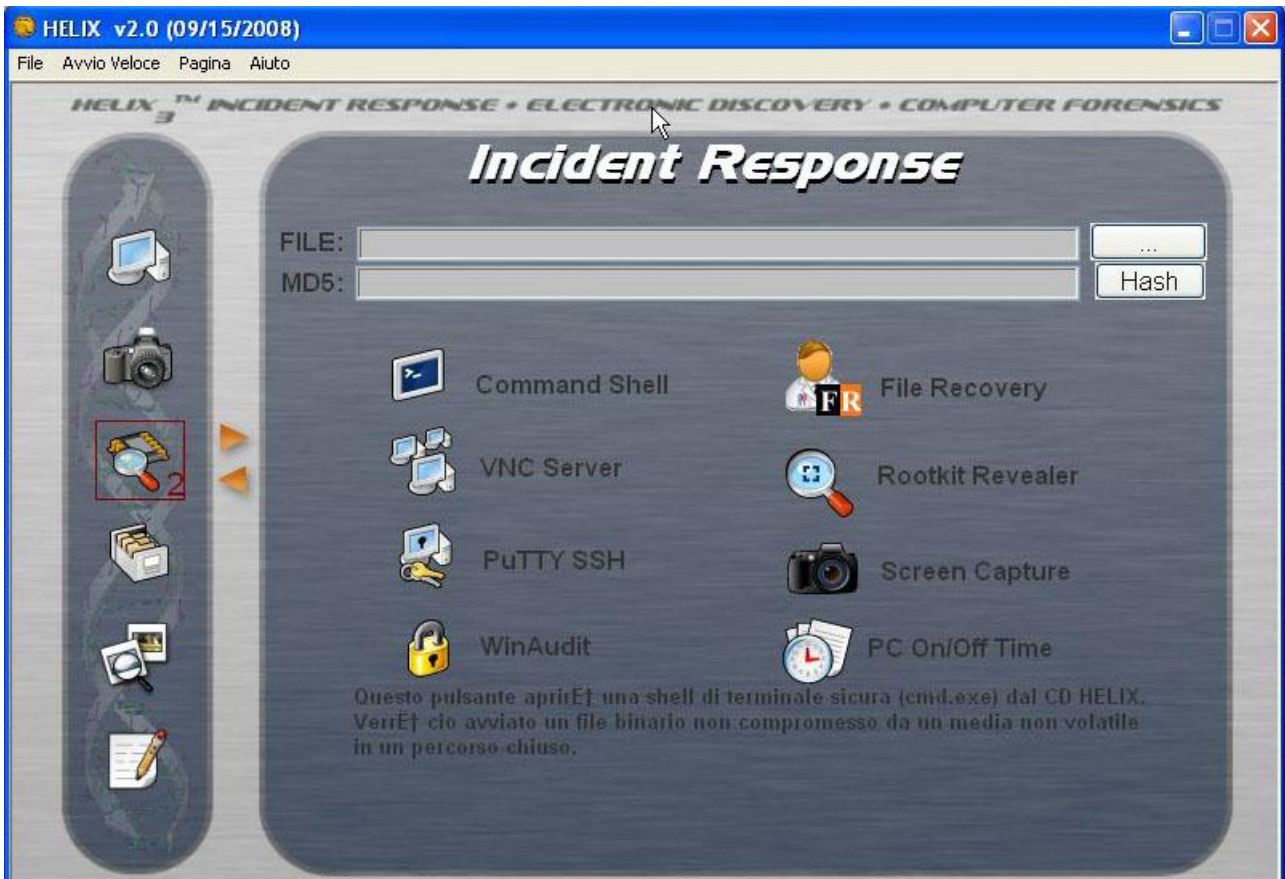 HELIX v2.0 (09/15/2008)
File Avvio Veloce Pagina Aiuto
HELIX3™ INCIDENT RESPONSE • ELECTRONIC DISCOVERY • COMPUTER FORENSICS
Incident Response
FILE: ...
MD5: Hash
Command Shell File Recovery
VNC Server Rootkit Revealer
PuTTY SSH Screen Capture
WinAudit PC On/Off Time
Questo pulsante aprirË† una shell di terminale sicura (cmd.exe) dal CD HELIX.
VerrË† cio avviato un file binario non compromesso da un media non volatile
in un percorso chiuso.
2
FR